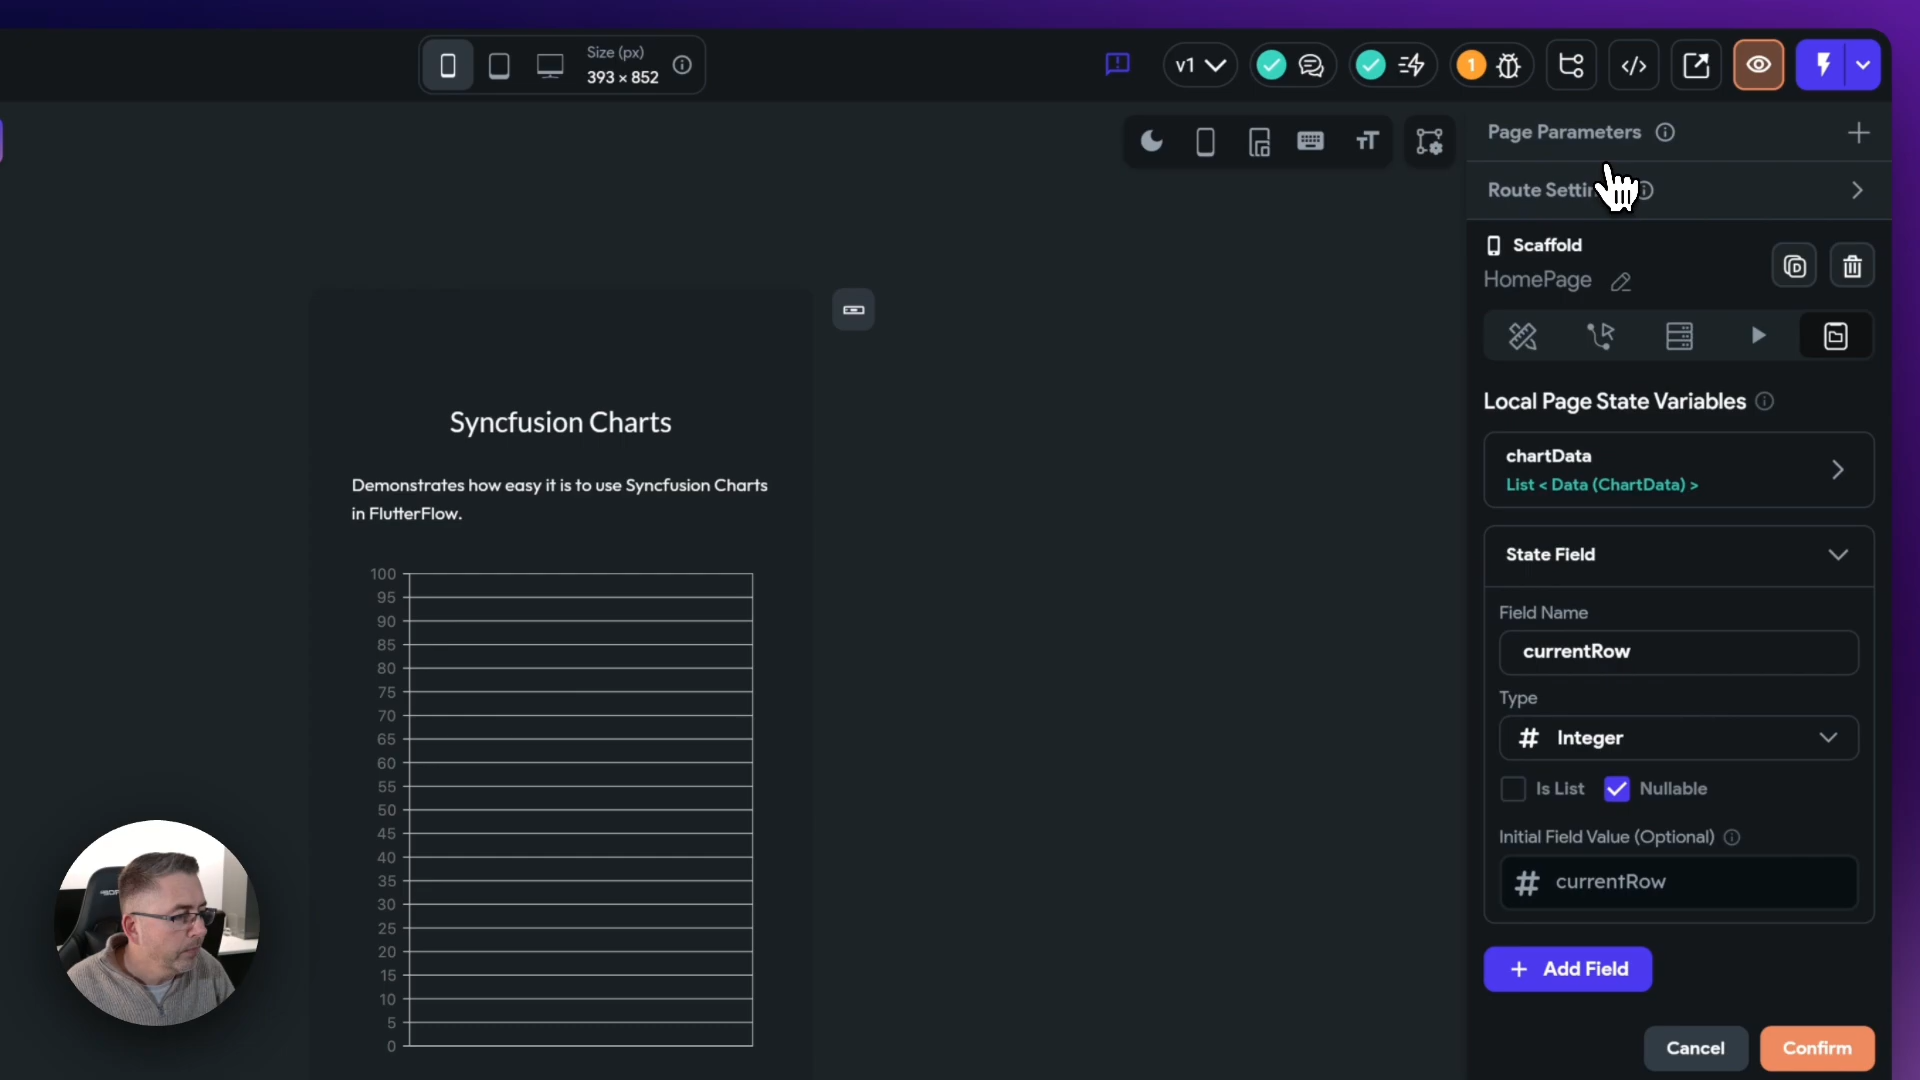 Size (px)
393 × 852
v1
1
Page Parameters
Route Settin
Scaffold
HomePage
Local Page State Variables
chartData
List < Data (ChartData) >
State Field
Field Name
currentRow
Type
# Integer
Is List
Nullable
Initial Field Value (Optional)
# currentRow
+ Add Field
Cancel
Confirm
Syncfusion Charts
Demonstrates how easy it is to use Syncfusion Charts
in FlutterFlow.
100
95
90
85
80
75
70
65
60
55
50
45
40
35
30
25
20
15
10
5
0